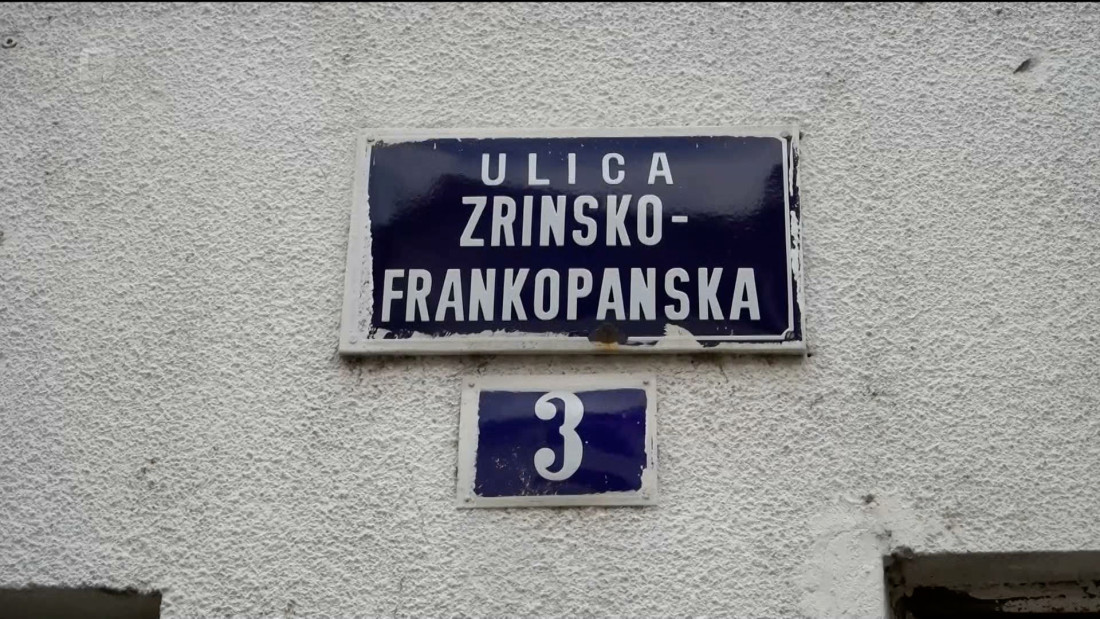 ULICA
ZRINSKO-
FRANKOPANSKA
3